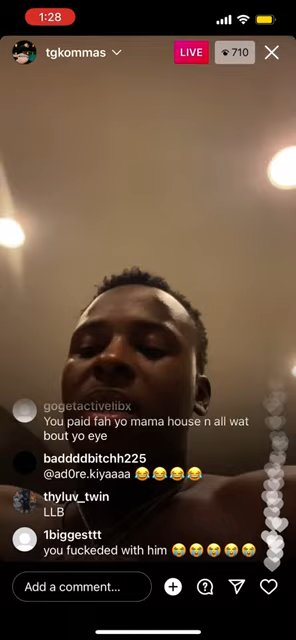 1:28
tgkommas
LIVE
710
gogetactivelibx
You paid fah yo mama house n all wat
bout yo eye
baddddbitchh225
@ad0re.kiyaaaa 😂😂😂😂
thyluv_twin
LLB
1biggesttt
you fuckeded with him 😭😭😭😭😭
Add a comment...